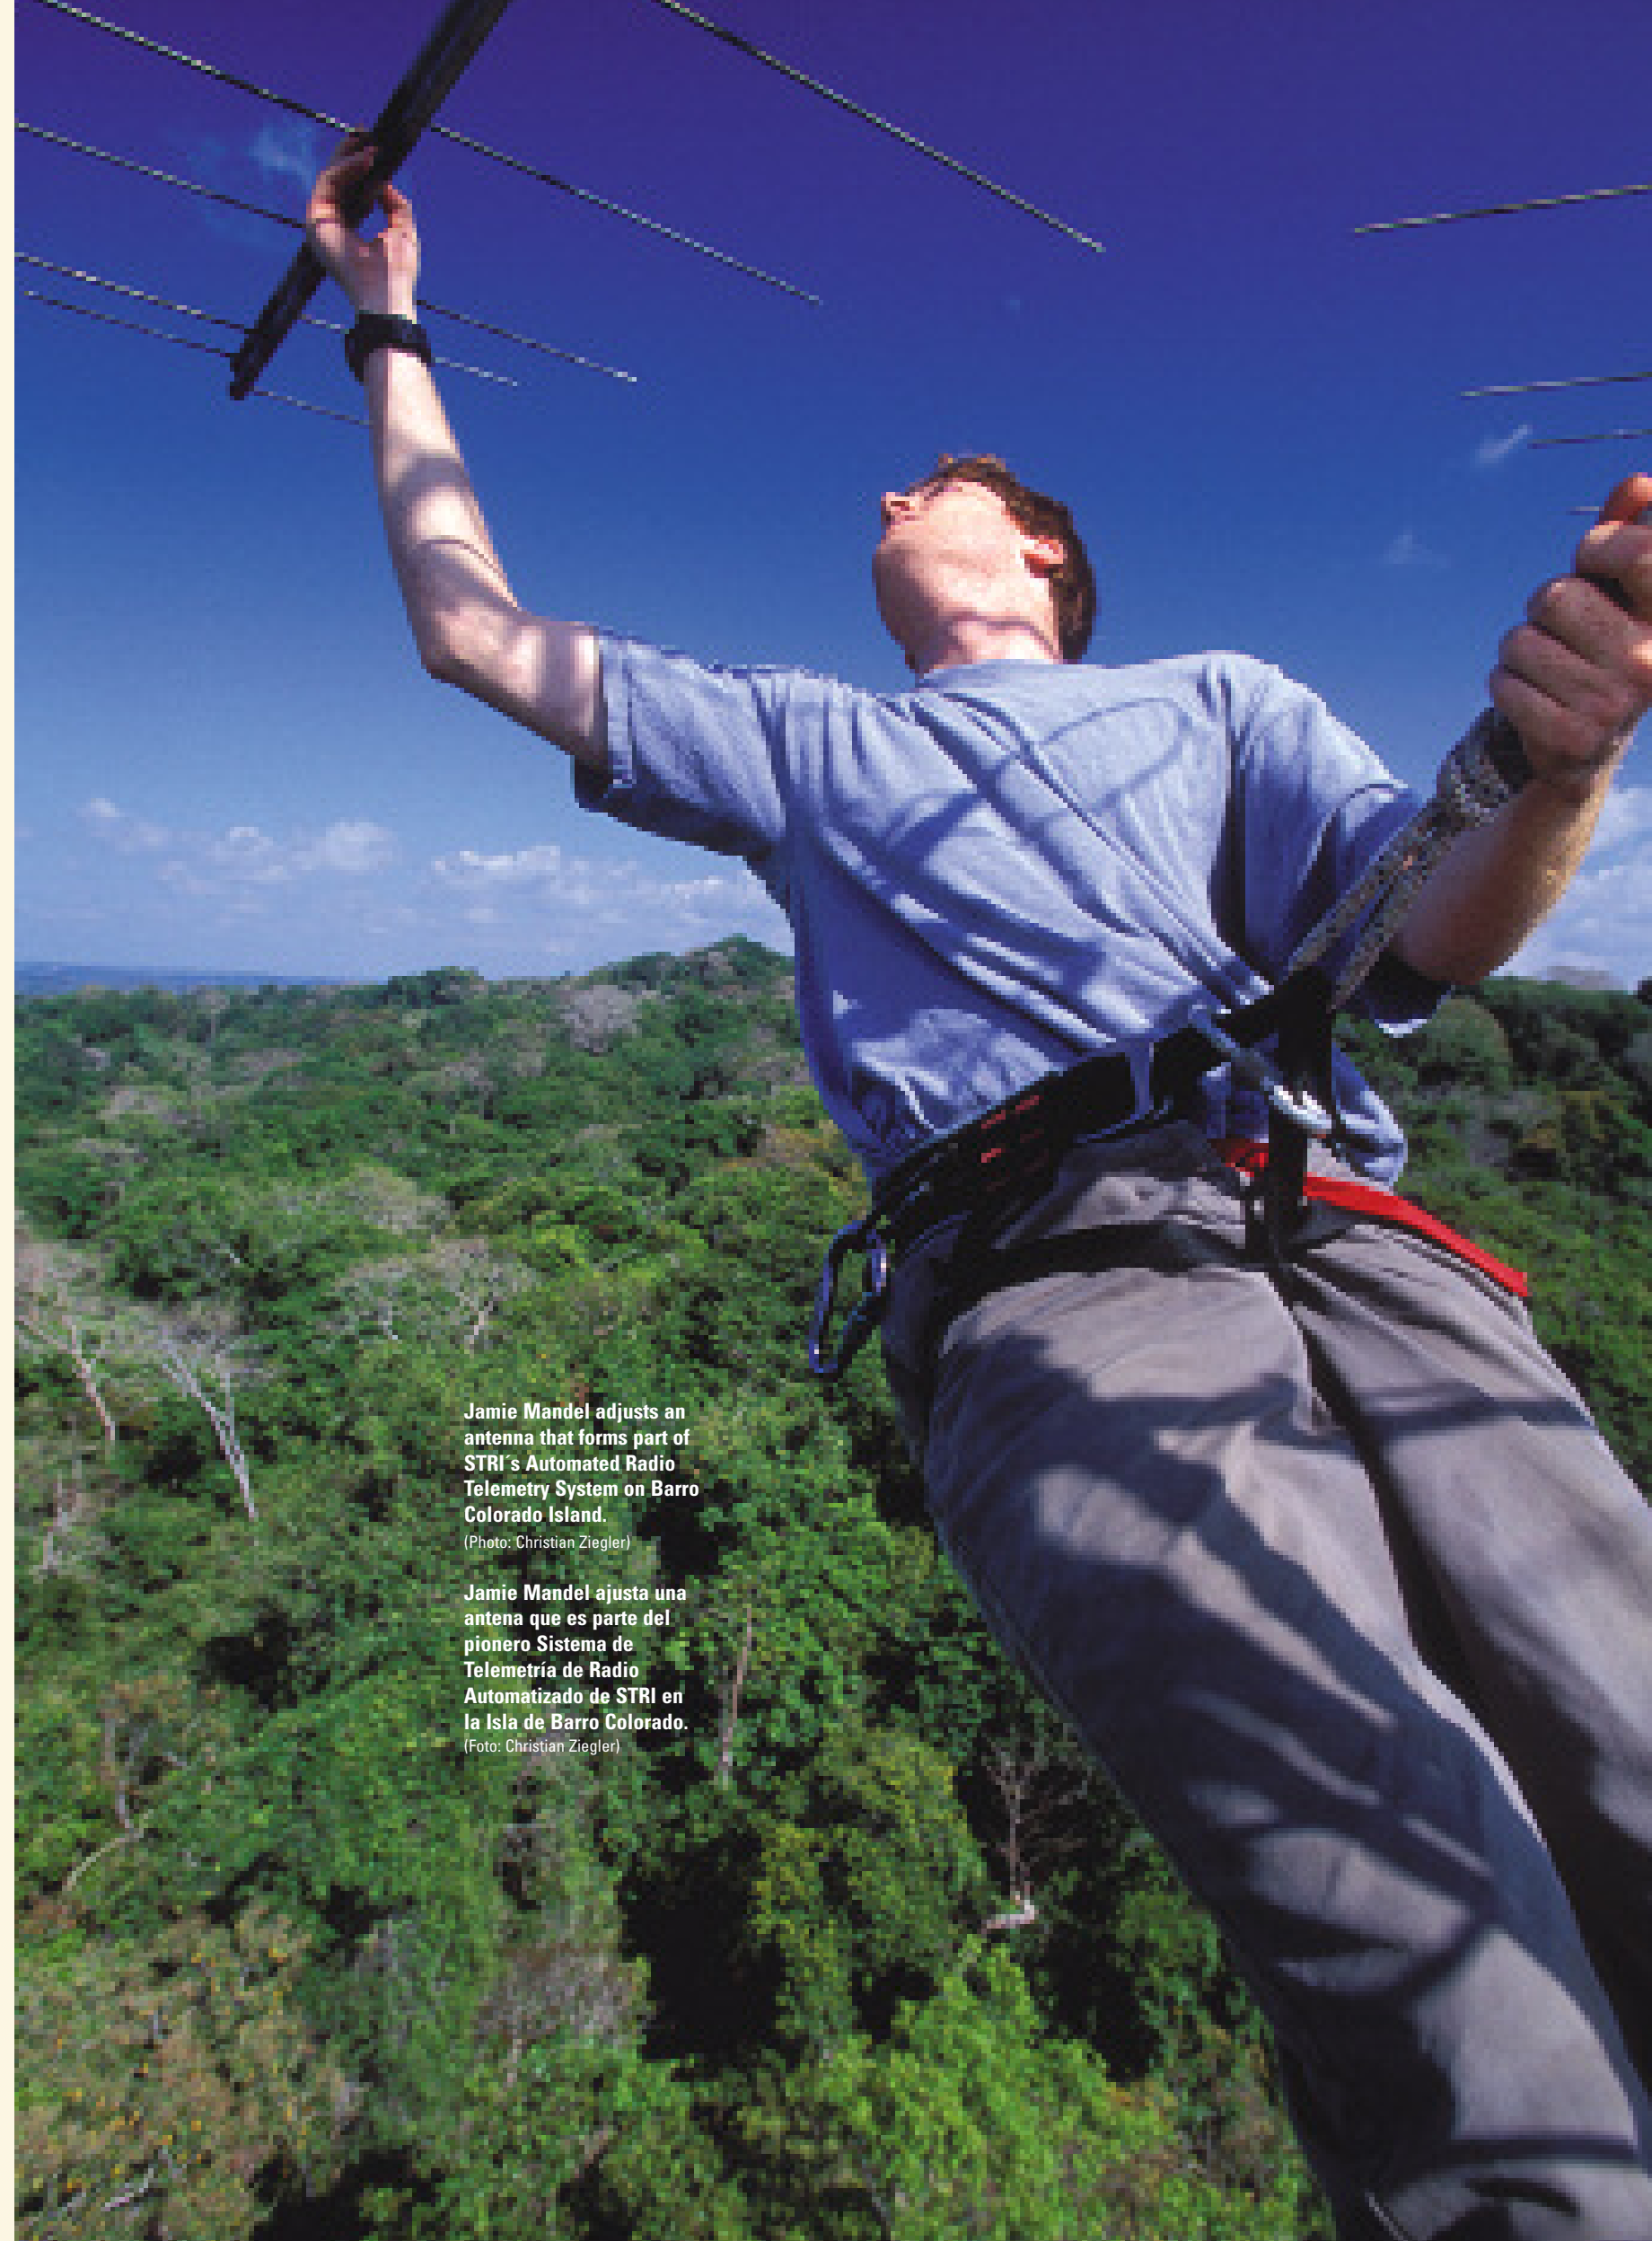 Jamie Mandel adjusts an
antenna that forms part of
STRI´s Automated Radio
Telemetry System on Barro
Colorado Island.
(Photo: Christian Ziegler)
Jamie Mandel ajusta una
antena que es parte del
pionero Sistema de
Telemetría de Radio
Automatizado de STRI en
la Isla de Barro Colorado.
(Foto: Christian Ziegler)